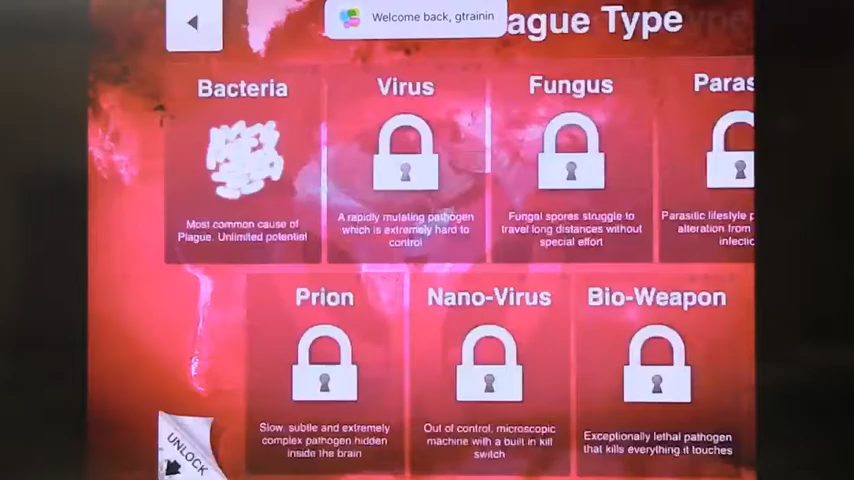 Welcome back, gtrainin
ague Type
Bacteria
Virus
Fungus
Paras
Most common cause of
Plague. Unlimited potential
A rapidly mutating pathogen
which is extremely hard to
control
Fungal spores struggle to
travel long distances without
special effort
Parasitic lifestyle p
alteration from
infectio
Prion
Nano-Virus
Bio-Weapon
Slow, subtle and extremely
complex pathogen hidden
inside the brain
Out of control, microscopic
machine with a built in kill
switch
Exceptionally lethal pathogen
that kills everything it touches
UNLOCK